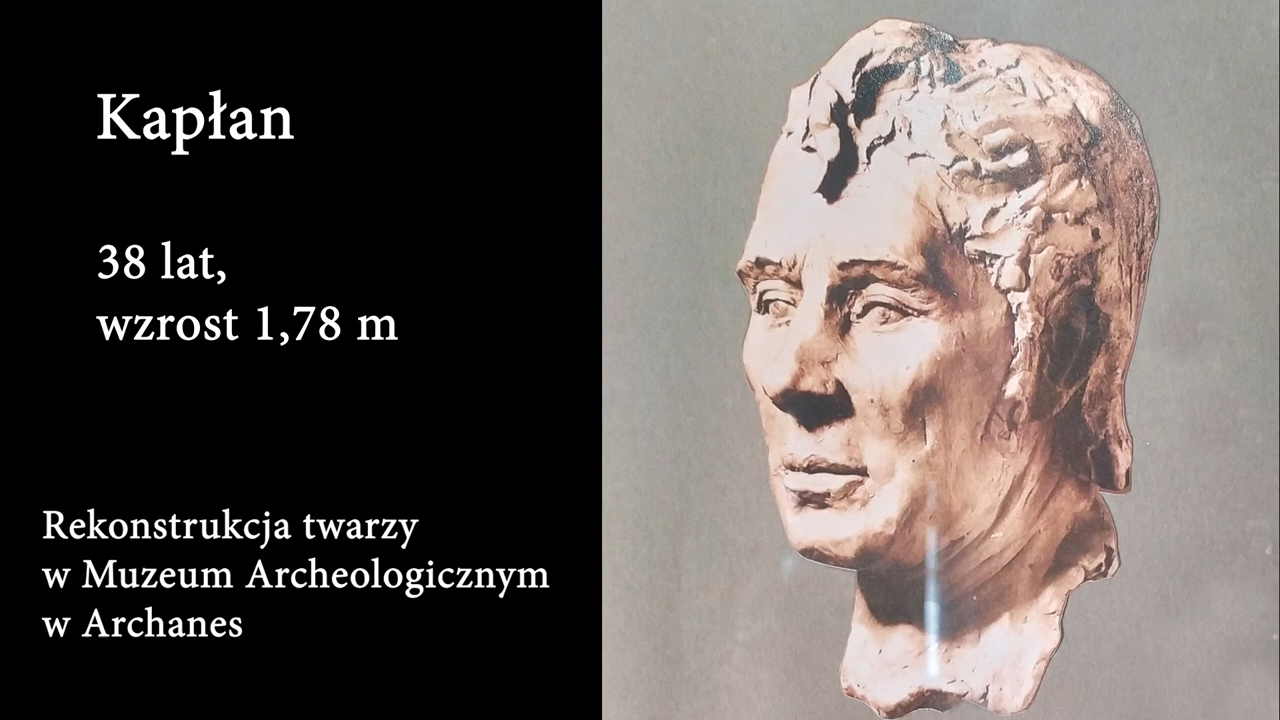 Kapłan
38 lat,
wzrost 1,78 m
Rekonstrukcja twarzy
w Muzeum Archeologicznym
w Archanes